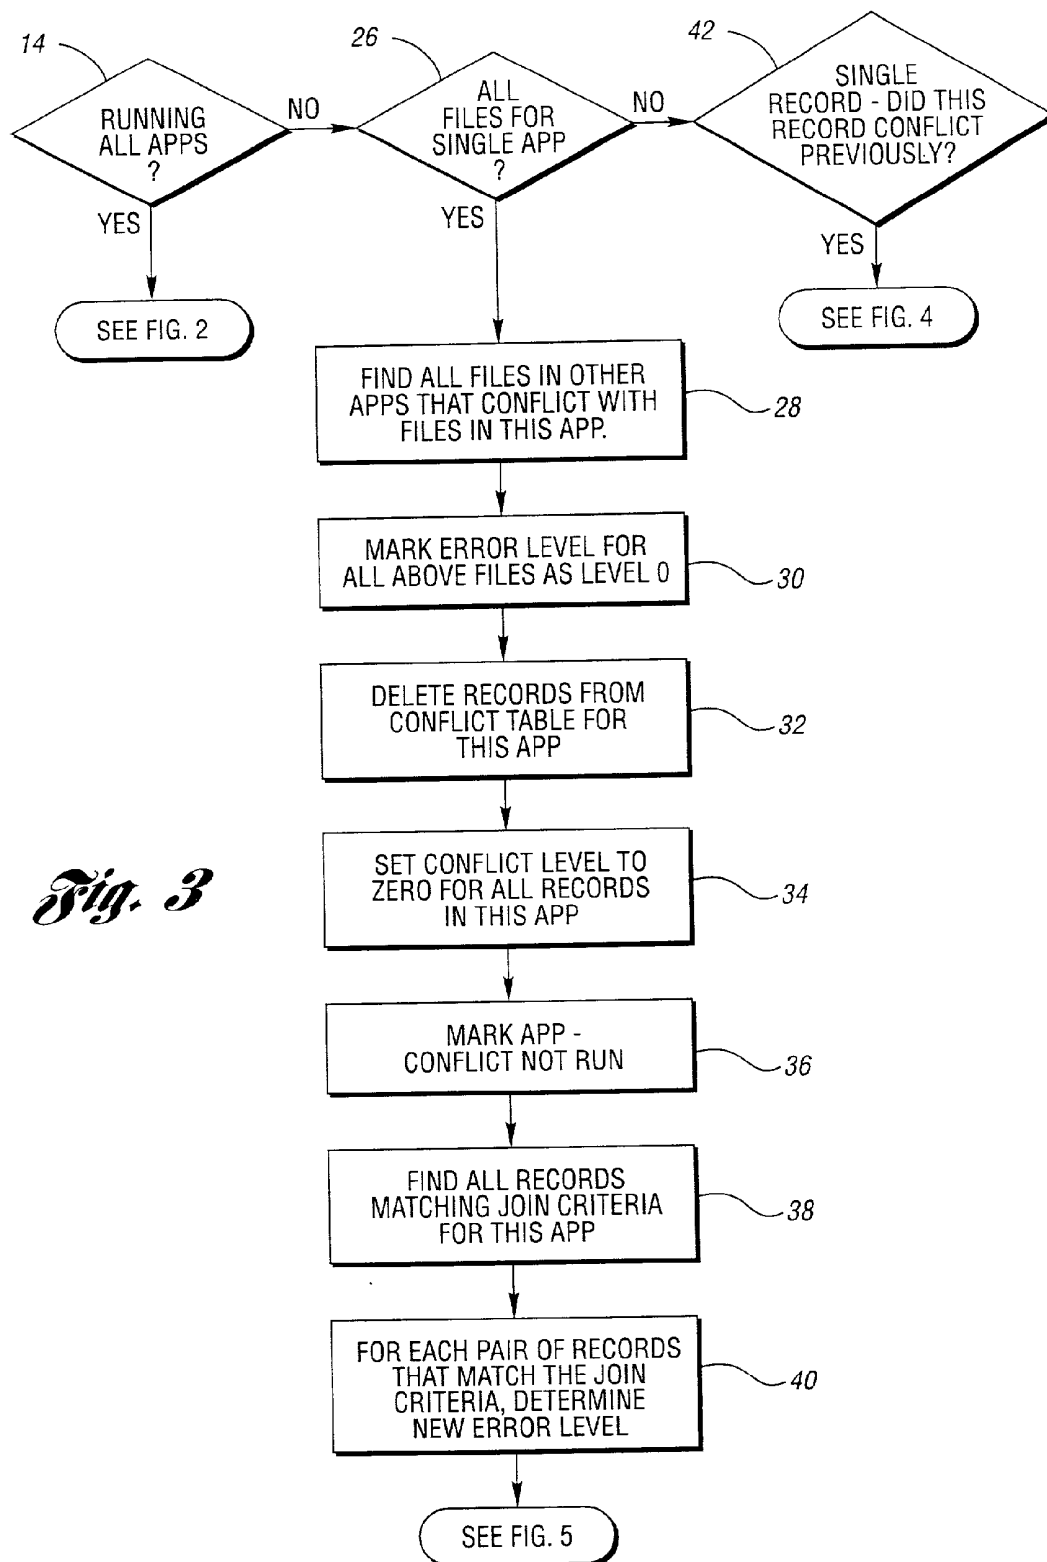 14
RUNNING
ALL APPS
?
NO
YES
SEE FIG. 2
26
ALL
FILES FOR
SINGLE APP
?
NO
YES
42
SINGLE
RECORD - DID THIS
RECORD CONFLICT
PREVIOUSLY?
YES
SEE FIG. 4
FIND ALL FILES IN OTHER
APPS THAT CONFLICT WITH
FILES IN THIS APP.
28
MARK ERROR LEVEL FOR
ALL ABOVE FILES AS LEVEL 0
30
DELETE RECORDS FROM
CONFLICT TABLE FOR
THIS APP
32
SET CONFLICT LEVEL TO
ZERO FOR ALL RECORDS
IN THIS APP
34
Fig. 3
MARK APP -
CONFLICT NOT RUN
36
FIND ALL RECORDS
MATCHING JOIN CRITERIA
FOR THIS APP
38
FOR EACH PAIR OF RECORDS
THAT MATCH THE JOIN
CRITERIA, DETERMINE
NEW ERROR LEVEL
40
SEE FIG. 5